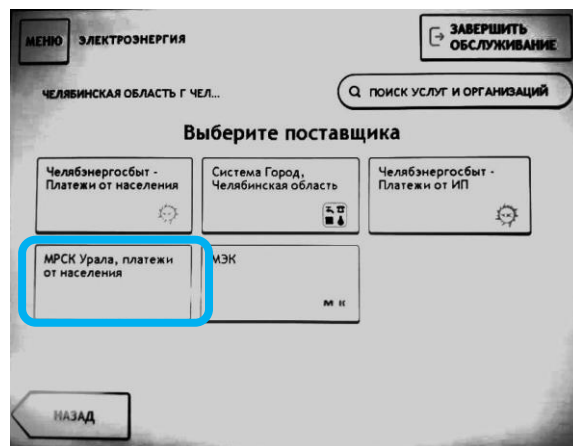 МЕНЮ ЭЛЕКТРОЭНЕРГИЯ
ЗАВЕРШИТЬ
ОБСЛУЖИВАНИЕ
ЧЕЛЯБИНСКАЯ ОБЛАСТЬ Г ЧЕЛ...
ПОИСК УСЛУГ И ОРГАНИЗАЦИЙ
Выберите поставщика
Челябэнергосбыт -
Платежи от населения
Система Город,
Челябинская область
Челябэнергосбыт -
Платежи от ИП
МРСК Урала, платежи
от населения
МЭК
М К
НАЗАД